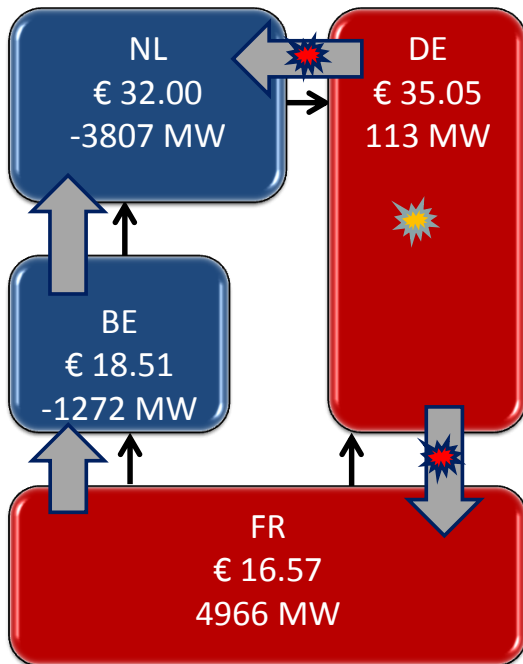 NL
€ 32.00
-3807 MW
DE
€ 35.05
113 MW
BE
€ 18.51
-1272 MW
FR
€ 16.57
4966 MW